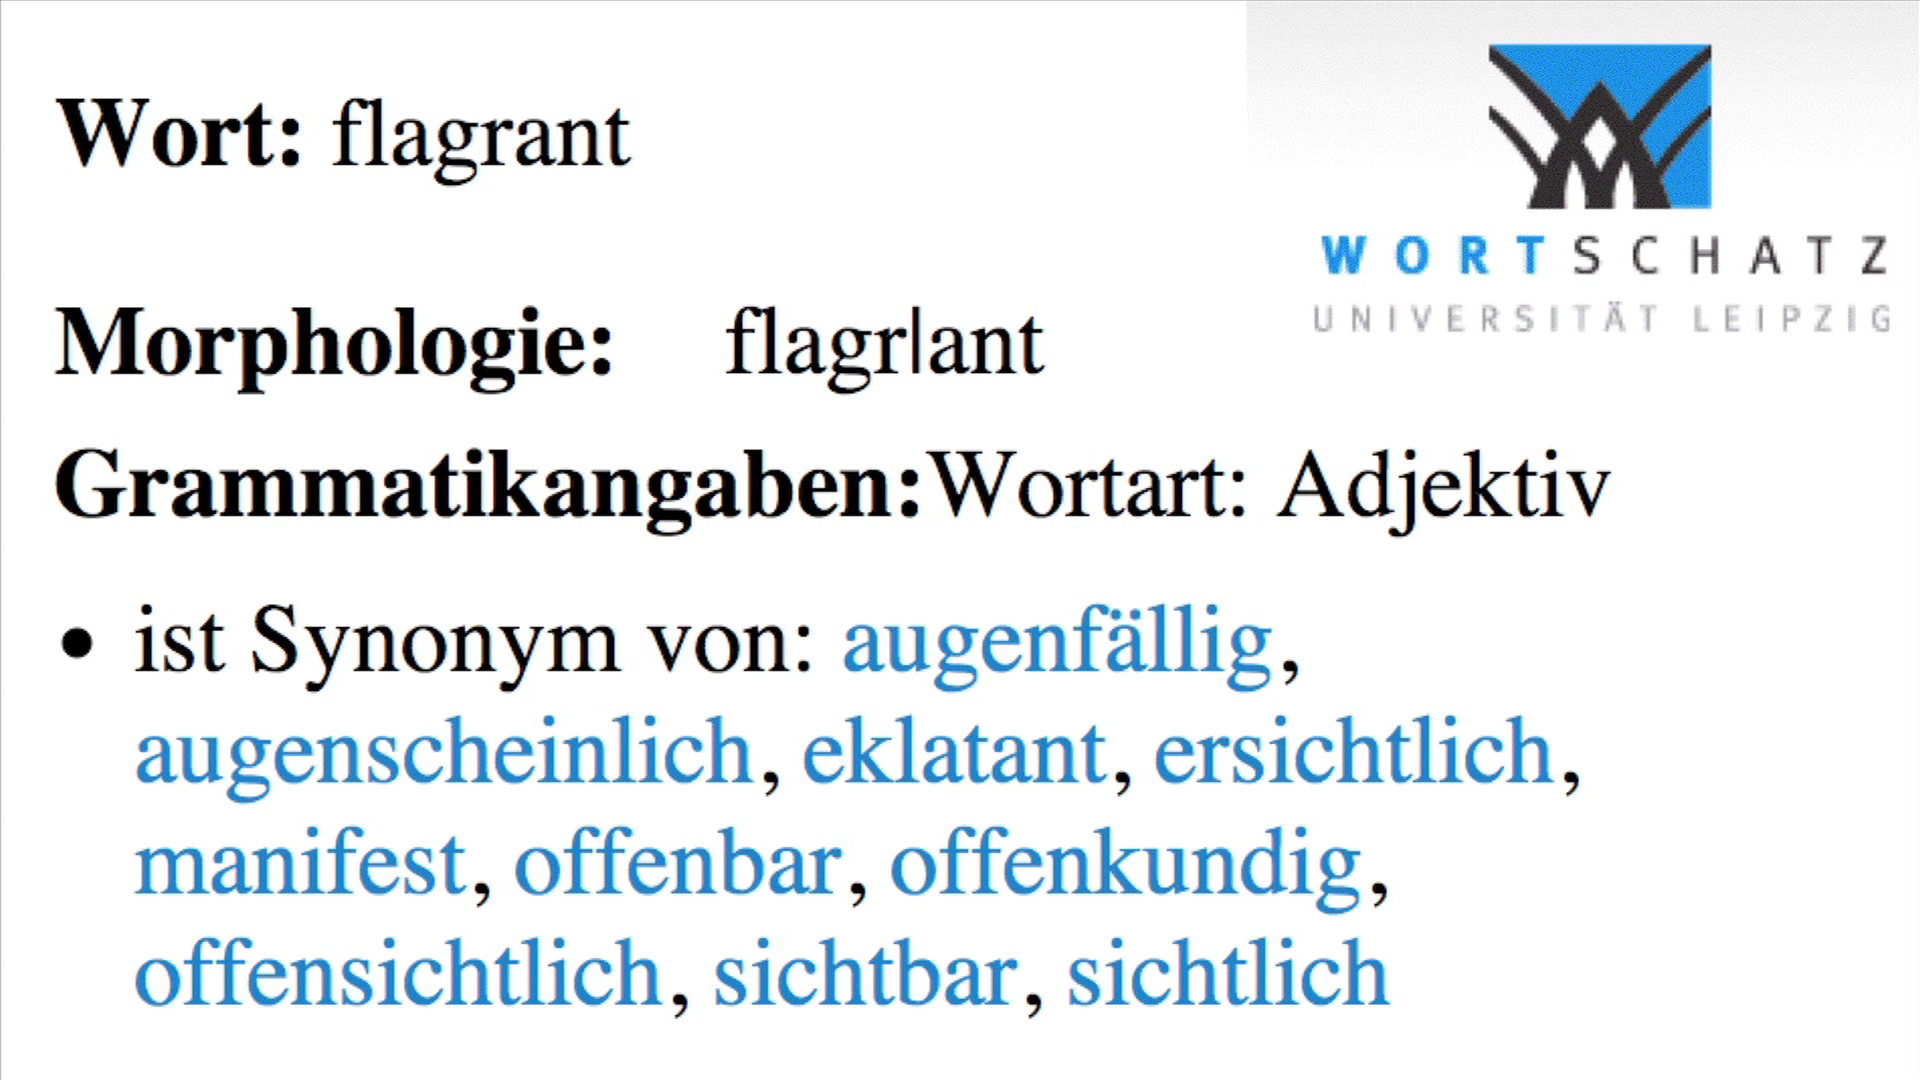 Wort: flagrant
WORTSCHATZ
UNIVERSITÄT LEIPZIG
Morphologie: flagr|ant
Grammatikangaben:Wortart: Adjektiv
• ist Synonym von: augenfällig,
augenscheinlich, eklatant, ersichtlich,
manifest, offenbar, offenkundig,
offensichtlich, sichtbar, sichtlich